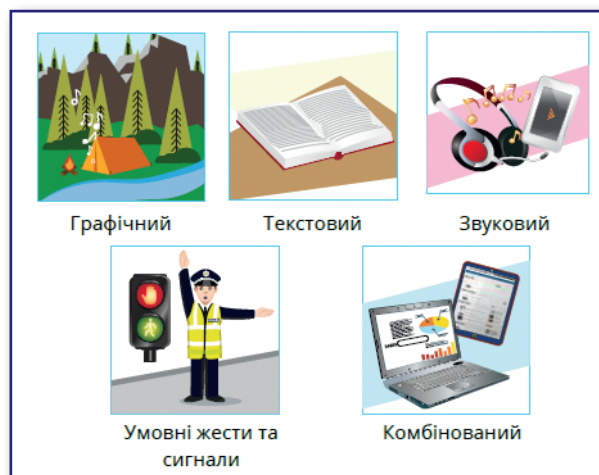 Графічний
Текстовий
Звуковий
Умовні жести та
сигнали
Комбінований